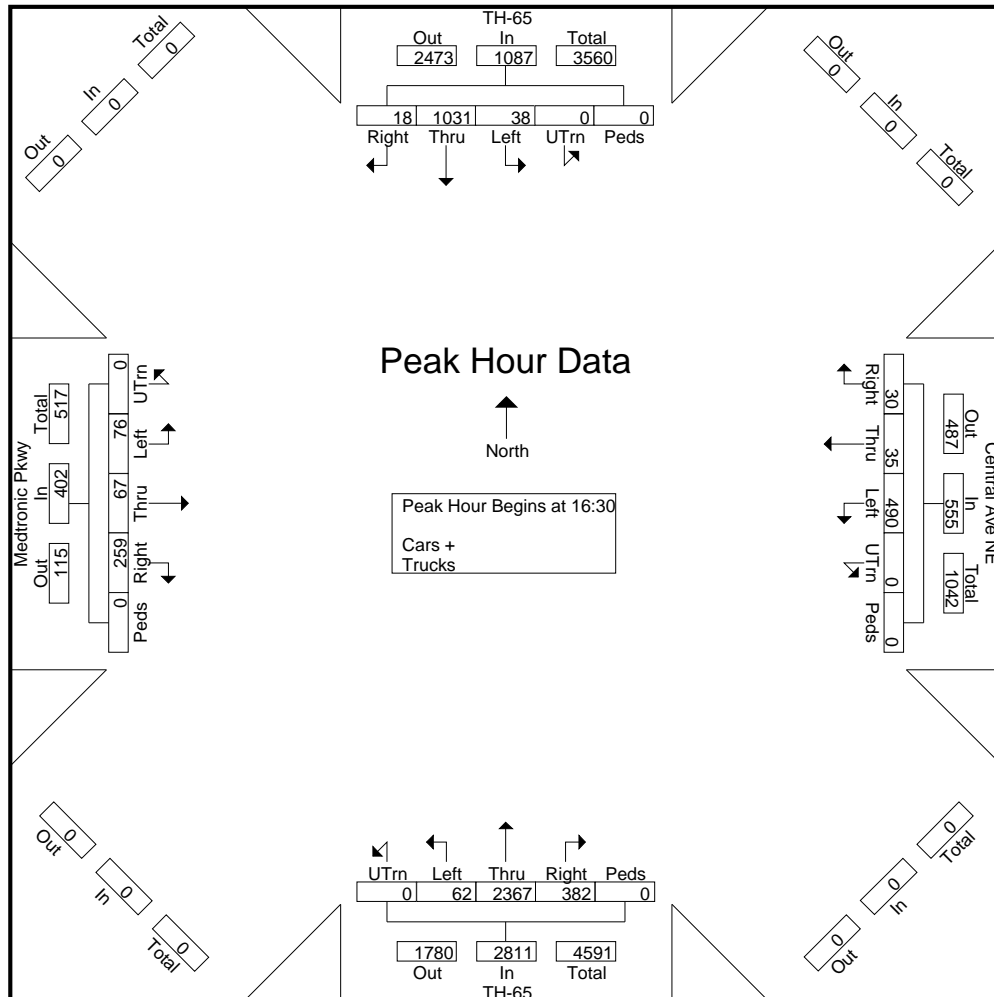 TH-65
Out In Total
2473 1087 3560
18 1031 38 0 0
Right Thru Left UTrn Peds
Total
0
In
0
Out
0
Out
0
In
0
Total
0
Peak Hour Data
North
Peak Hour Begins at 16:30
Cars +
Trucks
Medtronic Pkwy
Out In Total
115 402 517
0 76 67 259 0
UTrn Left Thru Right Peds
Central Ave NE
Out In Total
487 555 1042
30 35 490 0 0
Right Thru Left UTrn Peds
Out
0
In
0
Total
0
Total
0
In
0
Out
0
UTrn Left Thru Right Peds
0 62 2367 382 0
1780 2811 4591
Out In Total
TH-65